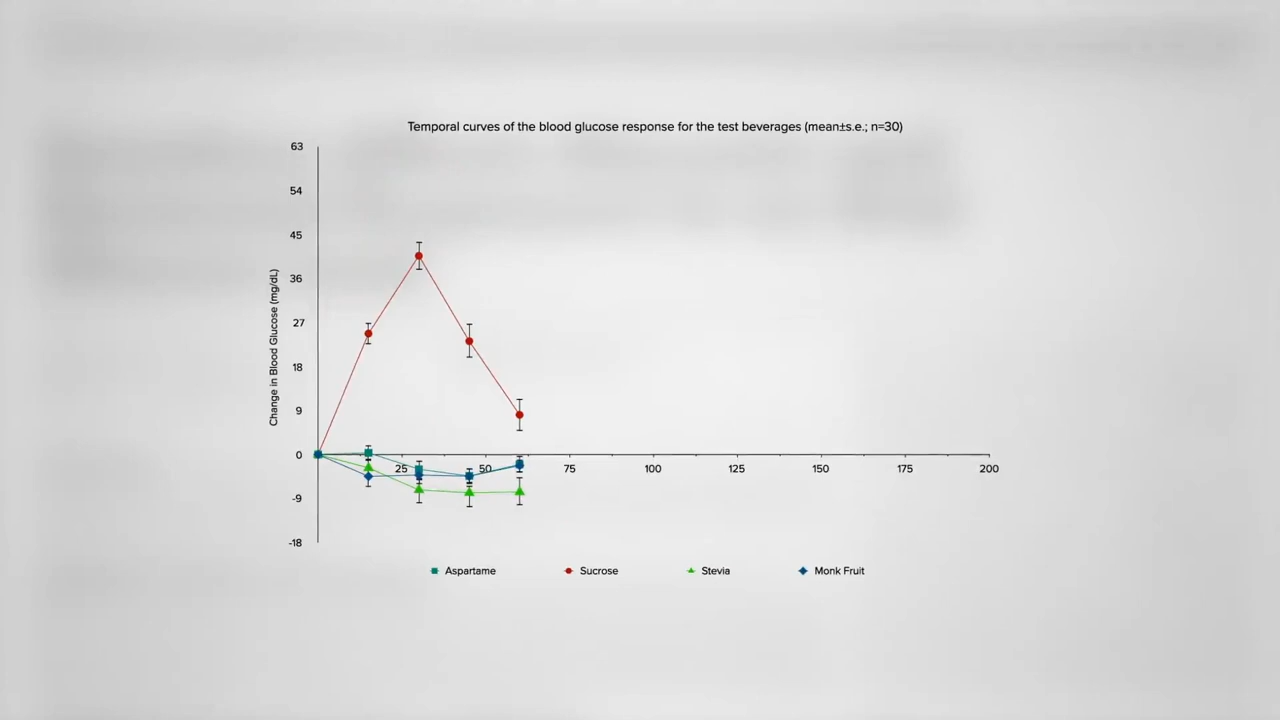 Temporal curves of the blood glucose response for the test beverages (mean±s.e.; n=30)
63
54
45
36
27
18
9
0
-9
-18
Change in Blood Glucose (mg/dL)
25 50 75 100 125 150 175 200
Aspartame Sucrose Stevia Monk Fruit